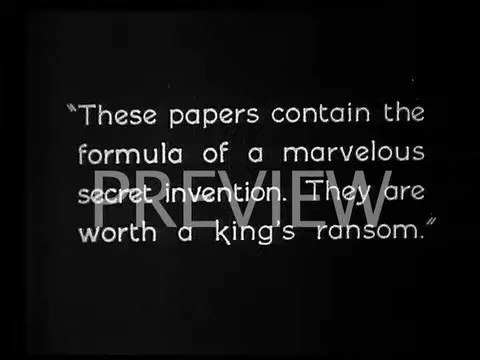 "These papers contain the
formula of a marvelous
secret invention. They are
worth a king's ransom."
PREVIEW